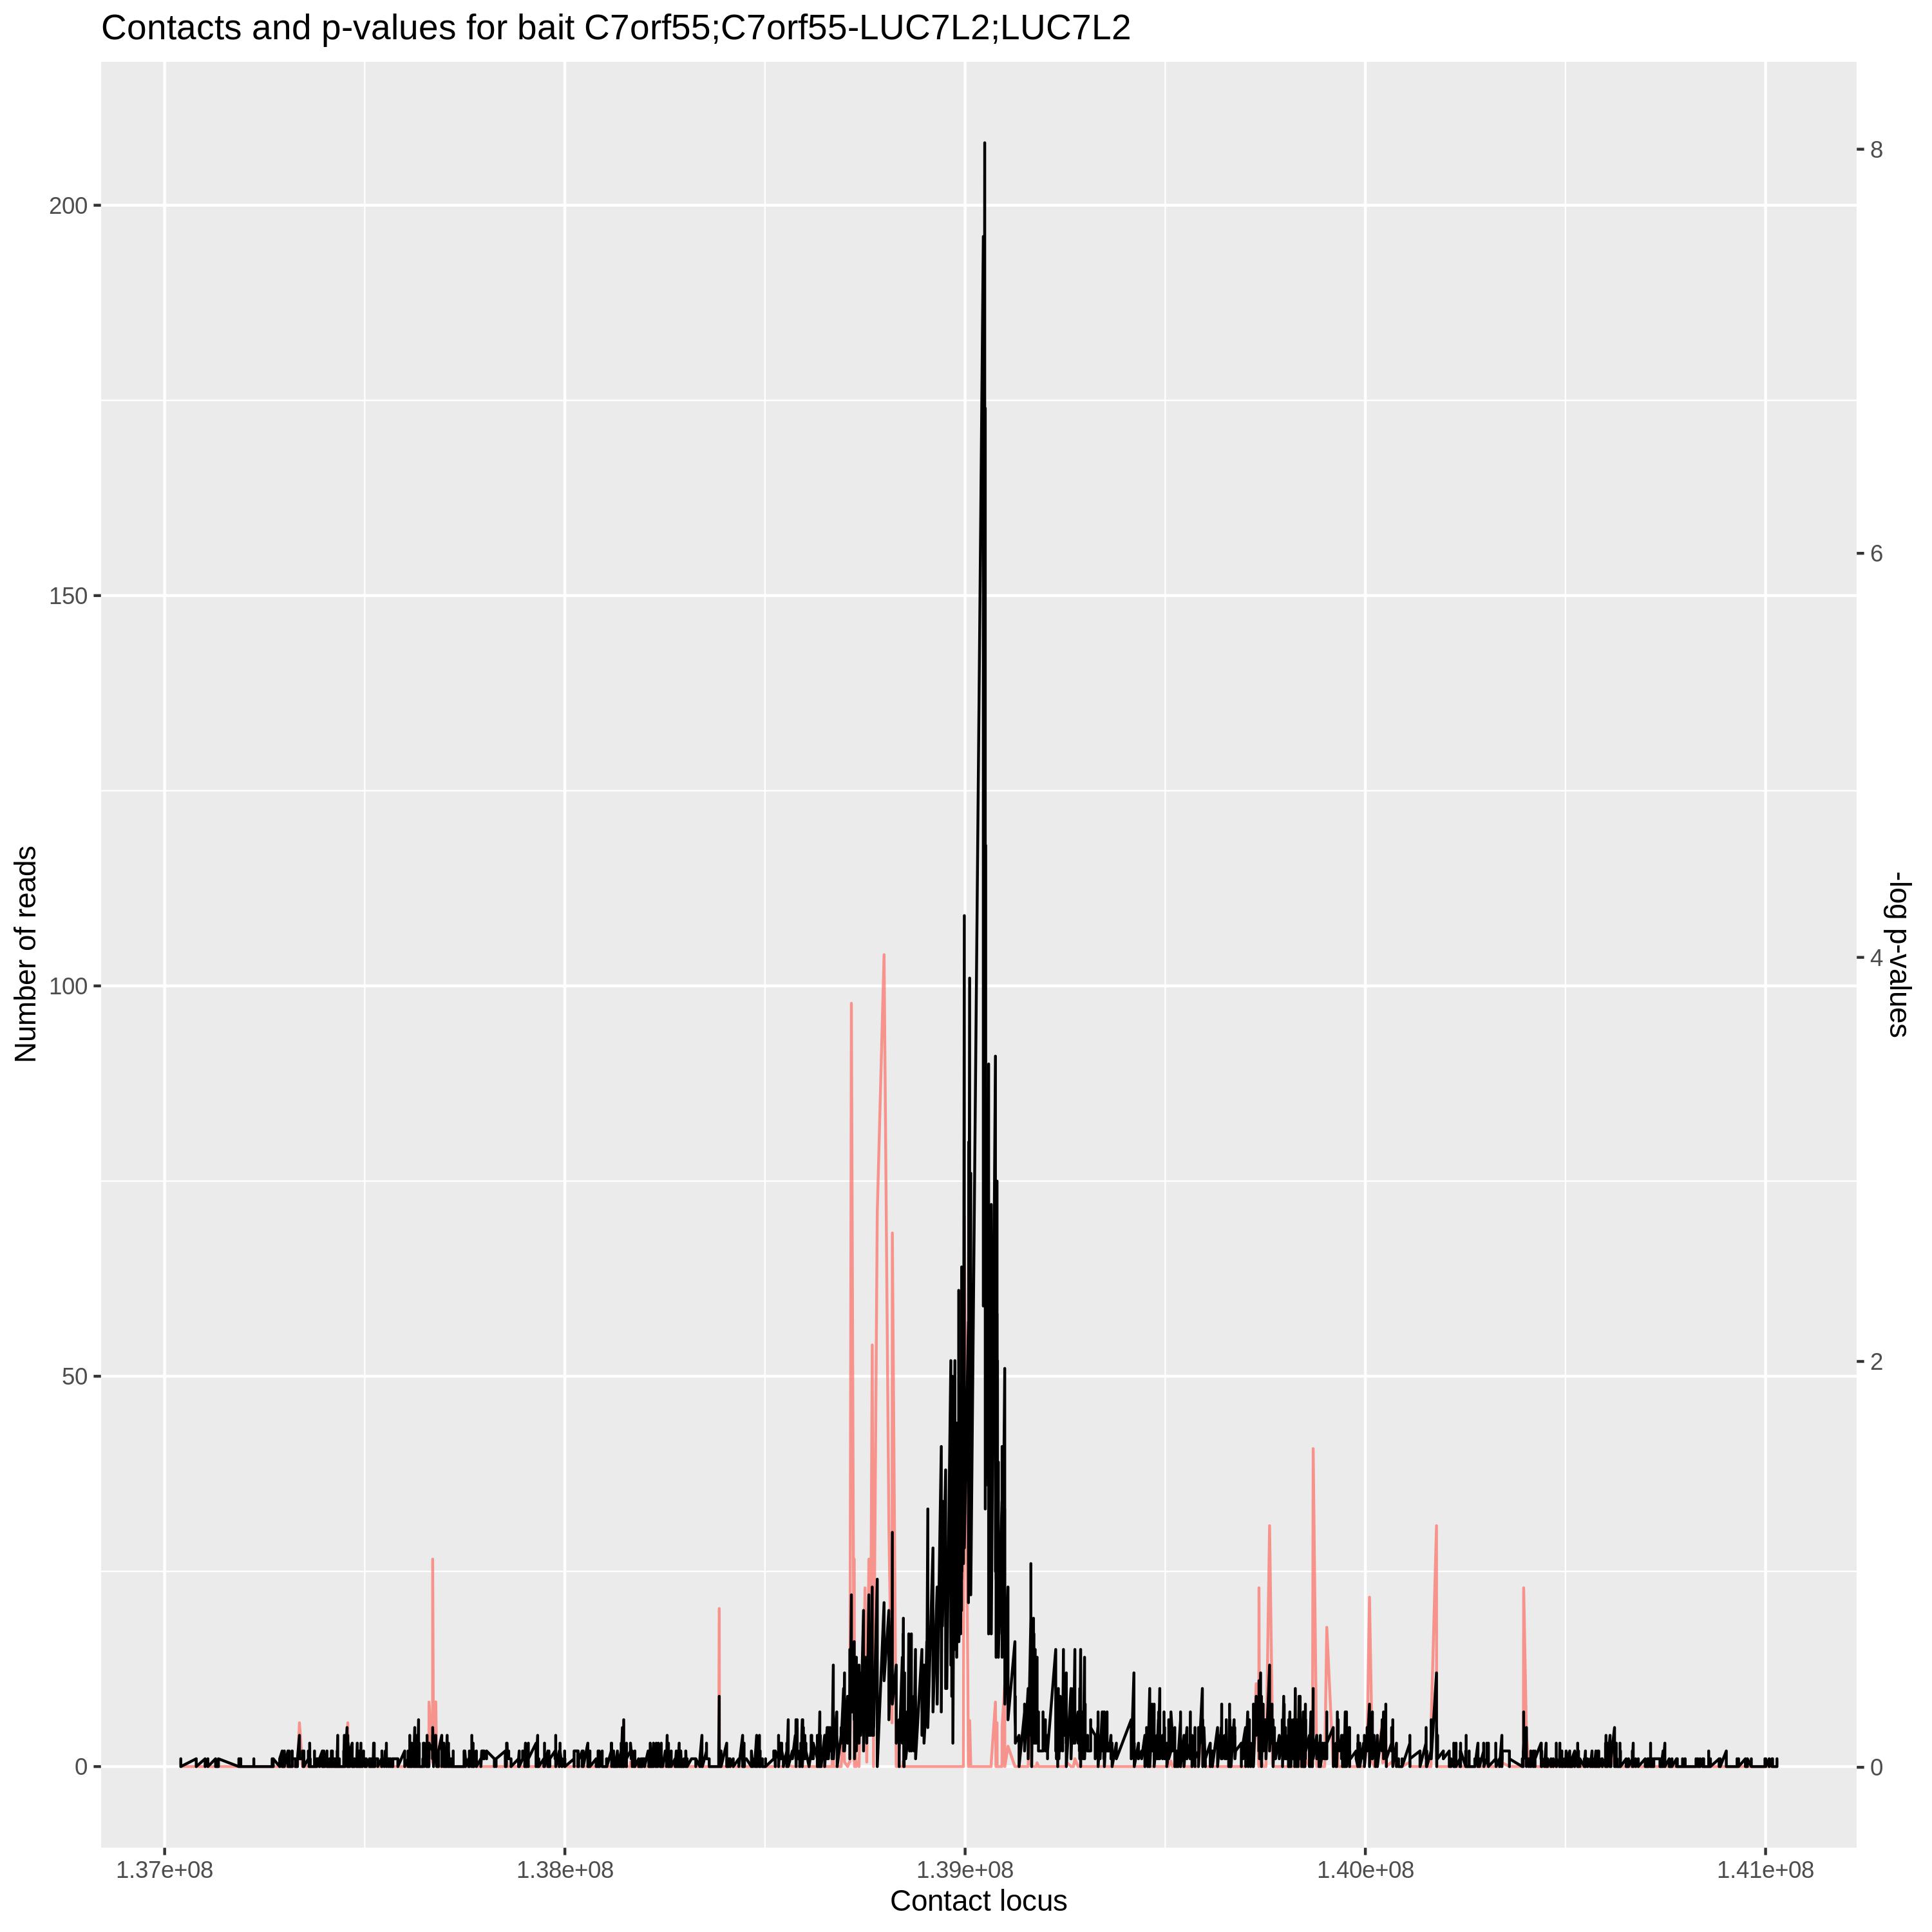 Contacts and p-values for bait C7orf55;C7orf55-LUC7L2;LUC7L2
200
150
100
50
0
Number of reads
8
6
4
2
0
-log p-values
1.37e+08
1.38e+08
1.39e+08
1.40e+08
1.41e+08
Contact locus